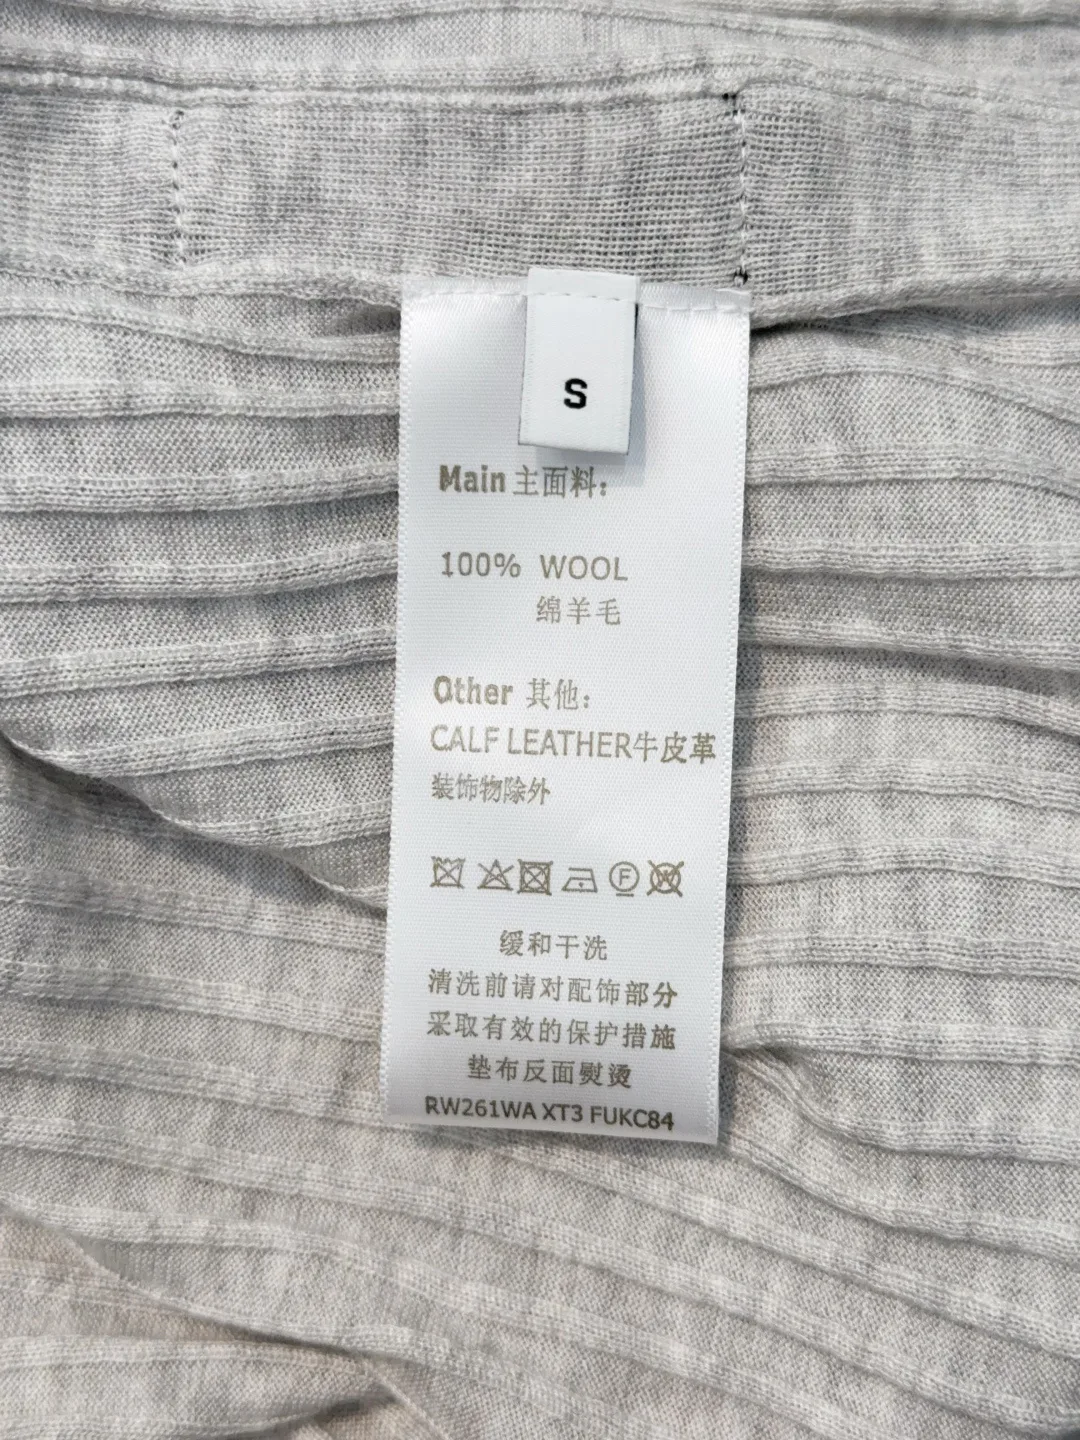 S
Main 主面料：
100% WOOL
绵羊毛
Other 其他：
CALF LEATHER牛皮革
装饰物除外
缓和干洗
清洗前请对配饰部分
采取有效的保护措施
垫布反面熨烫
RW261WA XT3 FUKC84